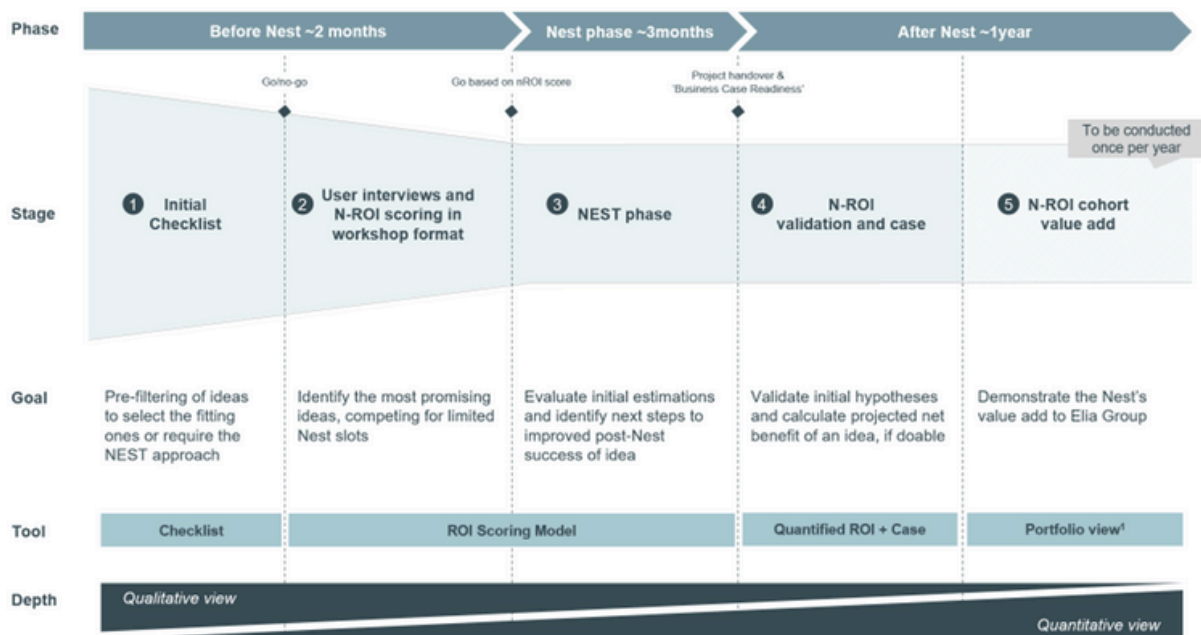 Phase
Before Nest ~2 months
Nest phase ~3months
After Nest ~1year
Go/no-go
Go based on nROI score
Project handover &
'Business Case Readiness'
To be conducted
once per year
Stage
1 Initial
Checklist
2 User interviews and
N-ROI scoring in
workshop format
3 NEST phase
4 N-ROI
validation and case
5 N-ROI cohort
value add
Goal
Pre-filtering of ideas
to select the fitting
ones or require the
NEST approach
Identify the most promising
ideas, competing for limited
Nest slots
Evaluate initial estimations
and identify next steps to
improved post-Nest
success of idea
Validate initial hypotheses
and calculate projected net
benefit of an idea, if doable
Demonstrate the Nest's
value add to Elia Group
Tool
Checklist
ROI Scoring Model
Quantified ROI + Case
Portfolio view¹
Depth
Qualitative view
Quantitative view